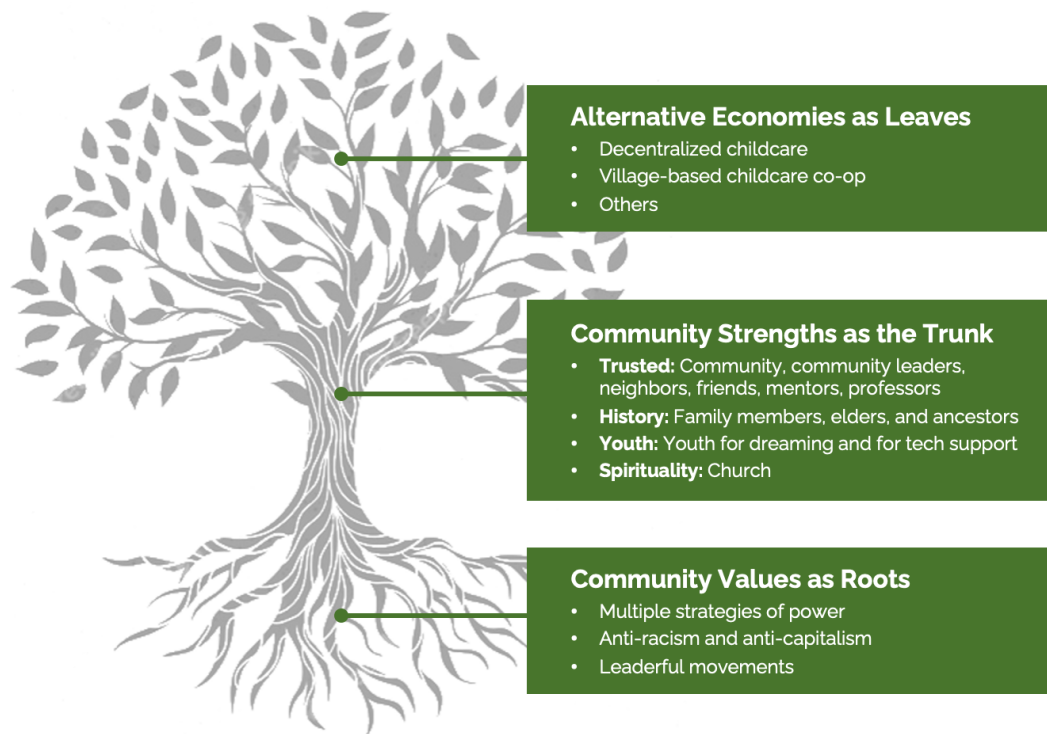 Alternative Economies as Leaves
• Decentralized childcare
• Village-based childcare co-op
• Others
Community Strengths as the Trunk
• Trusted: Community, community leaders,
neighbors, friends, mentors, professors
• History: Family members, elders, and ancestors
• Youth: Youth for dreaming and for tech support
• Spirituality: Church
Community Values as Roots
• Multiple strategies of power
• Anti-racism and anti-capitalism
• Leaderful movements